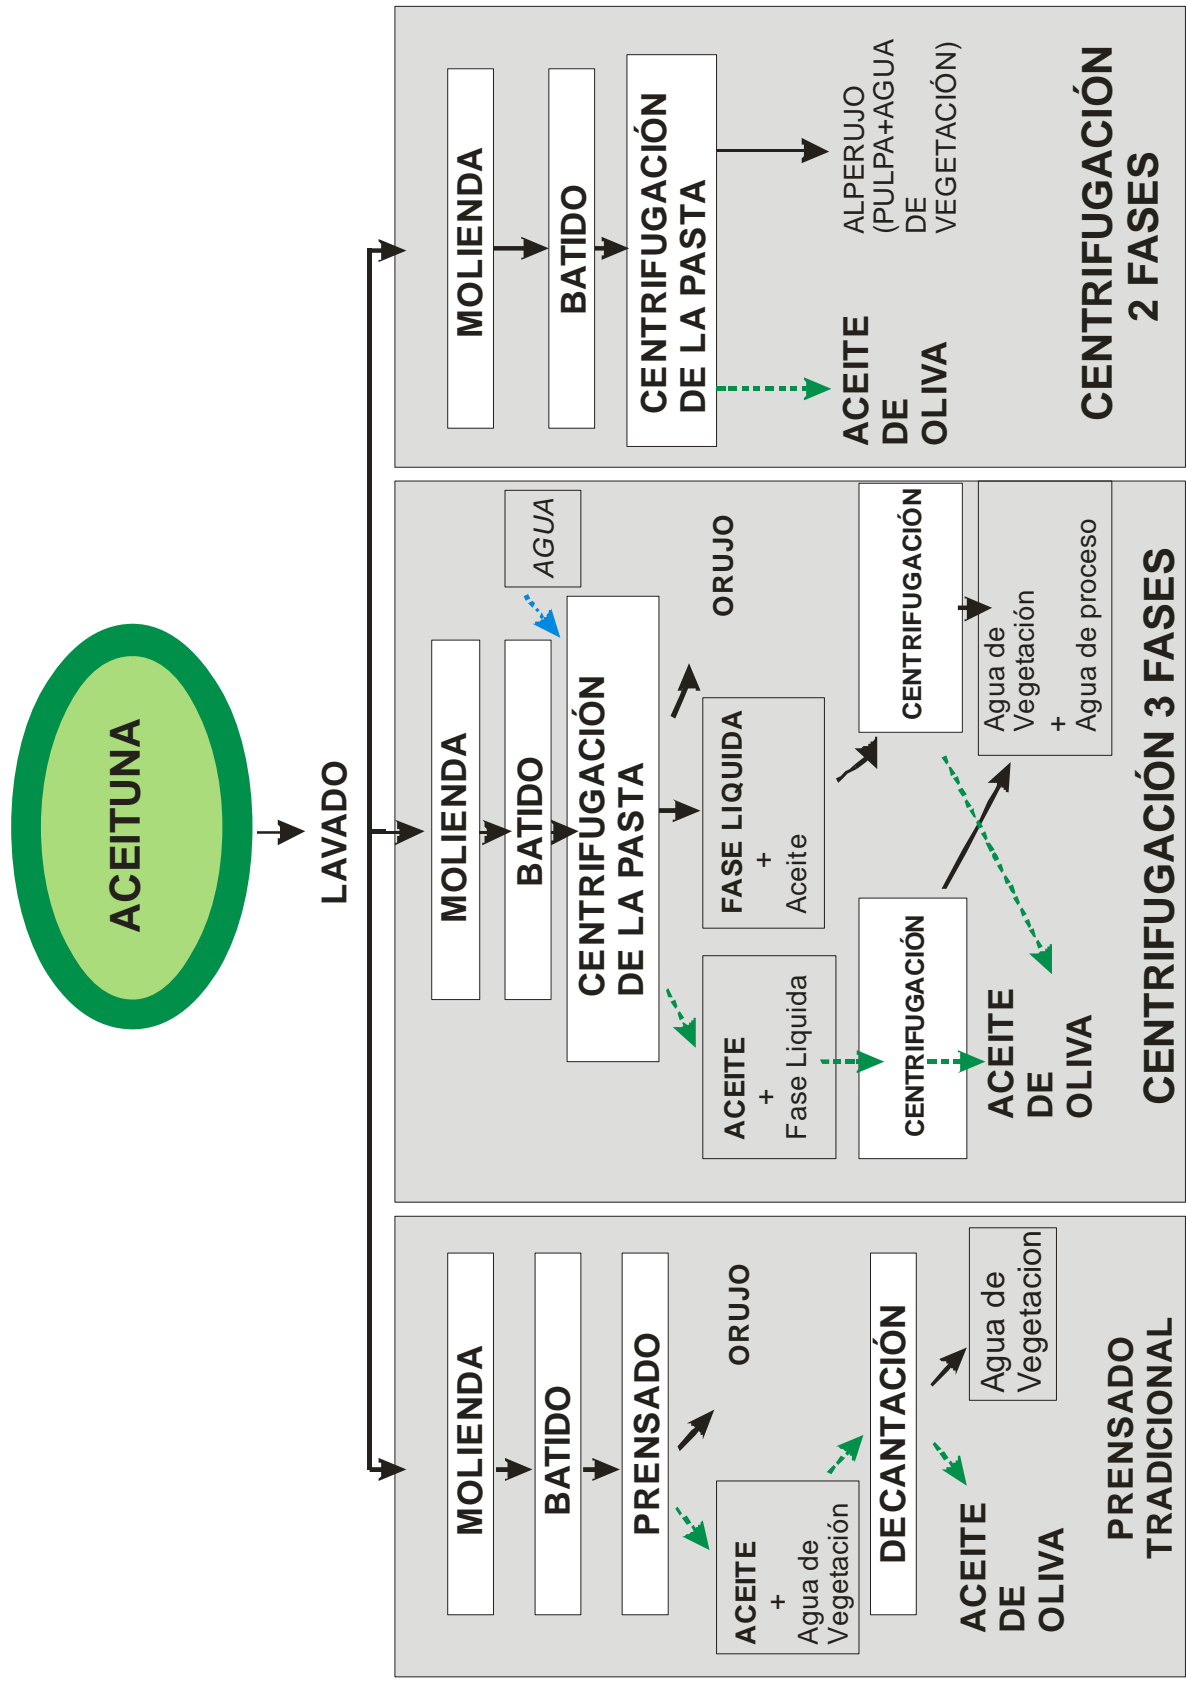 ACEITUNA
LAVADO
MOLIENDA
BATIDO
PRENSADO
ORUJO
ACEITE
+
Agua de
Vegetación
DECANTACIÓN
ACEITE
DE
OLIVA
Agua de
Vegetacion
PRENSADO
TRADICIONAL
MOLIENDA
BATIDO
AGUA
CENTRIFUGACIÓN
DE LA PASTA
ORUJO
ACEITE
+
Fase Liquida
FASE LIQUIDA
+
Aceite
CENTRIFUGACIÓN
CENTRIFUGACIÓN
ACEITE
DE
OLIVA
Agua de
Vegetación
+
Agua de proceso
CENTRIFUGACIÓN 3 FASES
MOLIENDA
BATIDO
CENTRIFUGACIÓN
DE LA PASTA
ACEITE
DE
OLIVA
ALPERUJO
(PULPA+AGUA
DE
VEGETACIÓN)
CENTRIFUGACIÓN
2 FASES